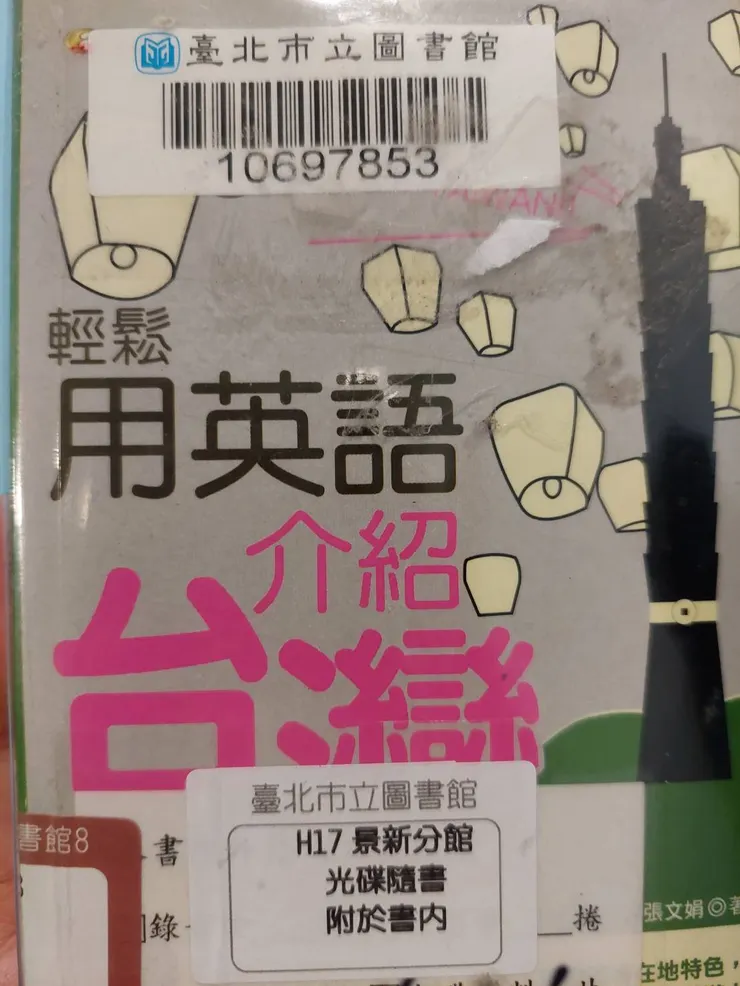 臺北市立圖書館
10697853
輕鬆
用英語
介紹
台灣
臺北市立圖書館
H17 景新分館
光碟隨書
附於書內
書館8
書
錄
捲
張文娟◎著
在地特色，